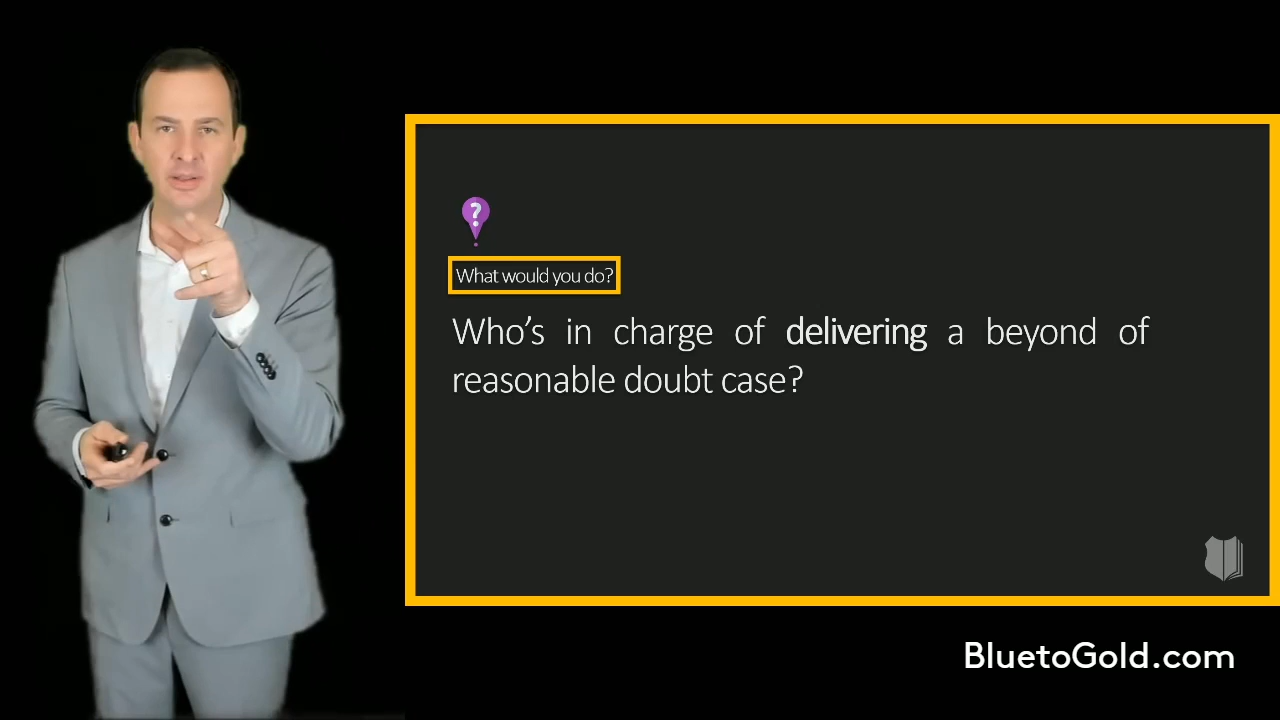 ?
What would you do?
Who's in charge of delivering a beyond of
reasonable doubt case?
BluetoGold.com